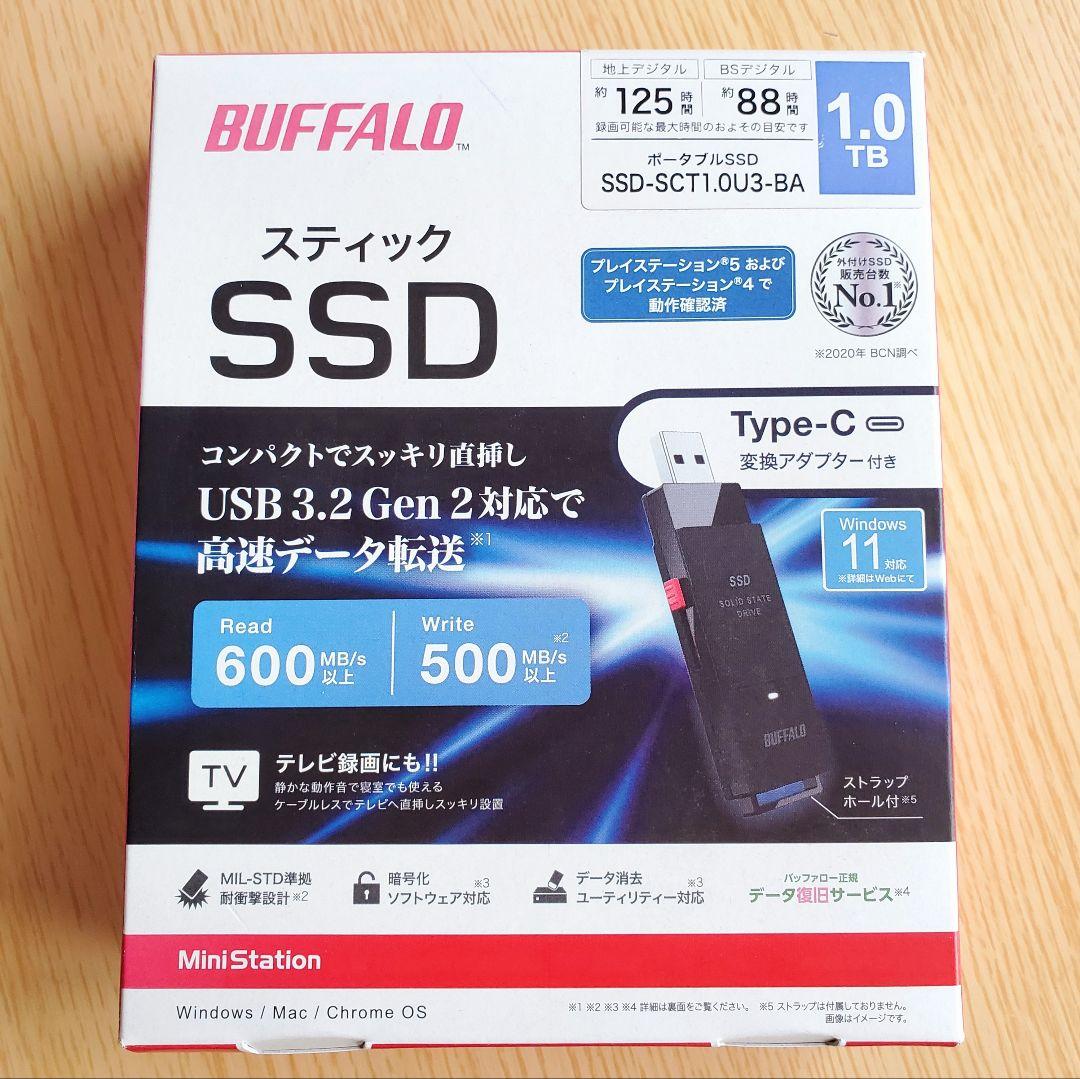 BUFFALO™
地上デジタル
約125時間
BSデジタル
約88時間
録画可能な最大時間のおよその目安です
1.0
TB
ポータブルSSD
SSD-SCT1.0U3-BA
スティック
SSD
プレイステーション®5 および
プレイステーション®4 で
動作確認済
外付けSSD
販売台数
No.1※
※2020年 BCN調べ
Type-C
変換アダプター付き
コンパクトでスッキリ直挿し
USB 3.2 Gen 2対応で
高速データ転送※1
Windows
11対応
※詳細はWebにて
Read
600MB/s以上
Write
500MB/s以上※2
SSD
SOLID STATE
DRIVE
BUFFALO
TV
テレビ録画にも!!
静かな動作音で寝室でも使える
ケーブルレスでテレビへ直挿しスッキリ設置
ストラップ
ホール付※5
MIL-STD準拠
耐衝撃設計※2
暗号化
ソフトウェア対応※3
データ消去
ユーティリティー対応※3
バッファロー正規
データ復旧サービス※4
MiniStation
Windows / Mac / Chrome OS
※1 ※2 ※3 ※4 詳細は裏面をご覧ください。 ※5 ストラップは付属しておりません。
画像はイメージです。